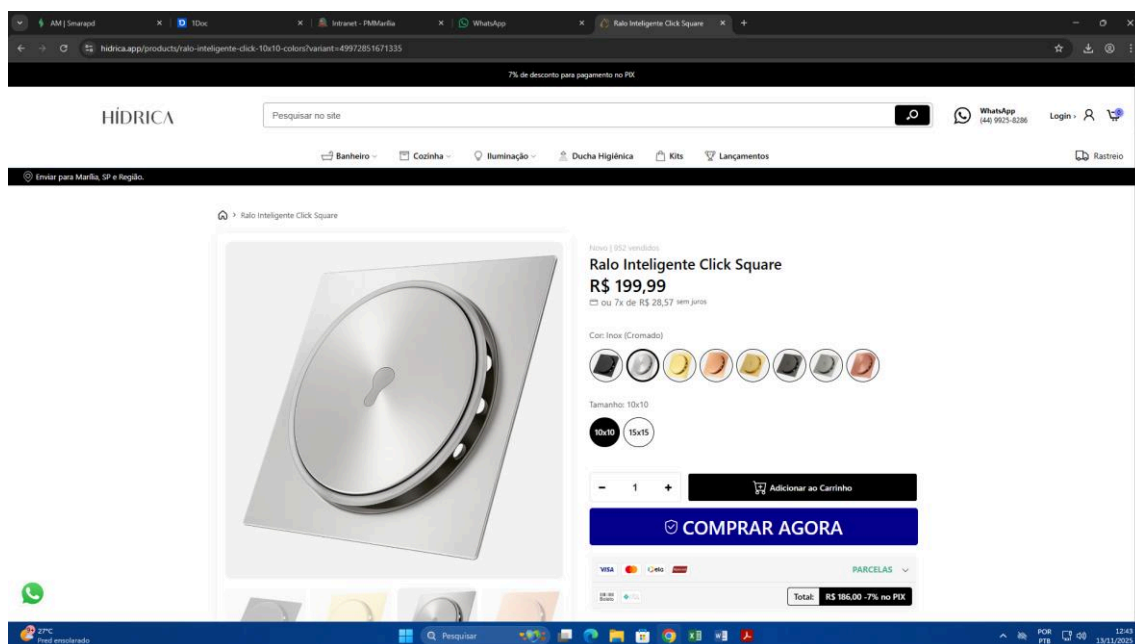 AM | Smarapd
1Doc
Intranet - PMMarília
WhatsApp
Ralo Inteligente Click Square
hidrica.app/products/ralo-inteligente-click-10x10-colors?variant=49972851671335
7% de desconto para pagamento no PIX
HÍDRICA
Pesquisar no site
WhatsApp
(44) 9925-8286
Login ›
Banheiro
Cozinha
Iluminação
Ducha Higiênica
Kits
Lançamentos
Rastreio
Enviar para Marília, SP e Região.
Ralo Inteligente Click Square
Novo | 952 vendidos
Ralo Inteligente Click Square
R$ 199,99
ou 7x de R$ 28,57 sem juros
Cor: Inox (Cromado)
Tamanho: 10x10
10x10
15x15
- 1 +
Adicionar ao Carrinho
COMPRAR AGORA
VISA
elo
PARCELAS
Boleto
Total: R$ 186,00 -7% no PIX
27°C
Pred ensolarado
Pesquisar
POR
PTB
12:43
13/11/2025